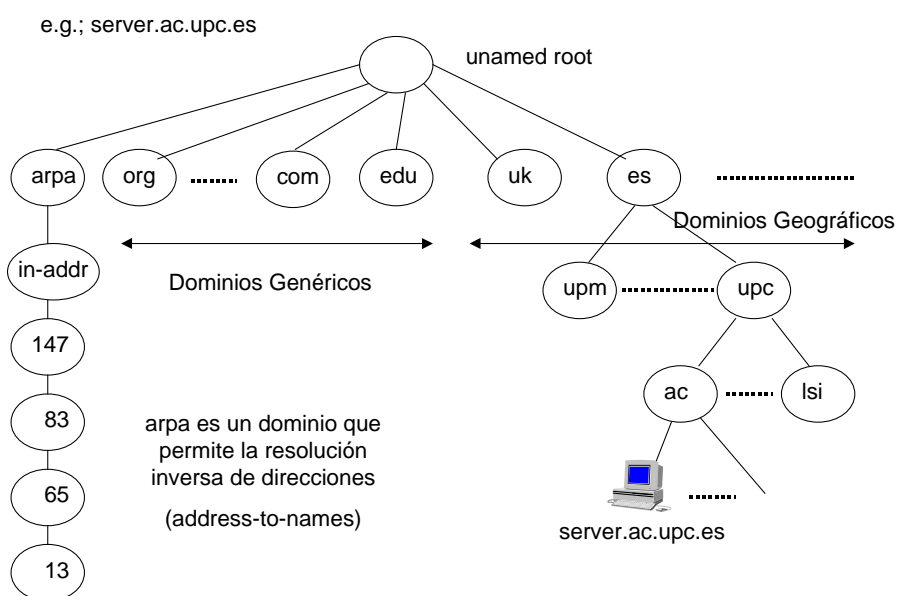 e.g.; server.ac.upc.es
unamed root
arpa
org
com
edu
uk
es
Dominios Geográficos
in-addr
Dominios Genéricos
upm
upc
147
ac
lsi
83
arpa es un dominio que
permite la resolución
inversa de direcciones
(address-to-names)
65
server.ac.upc.es
13